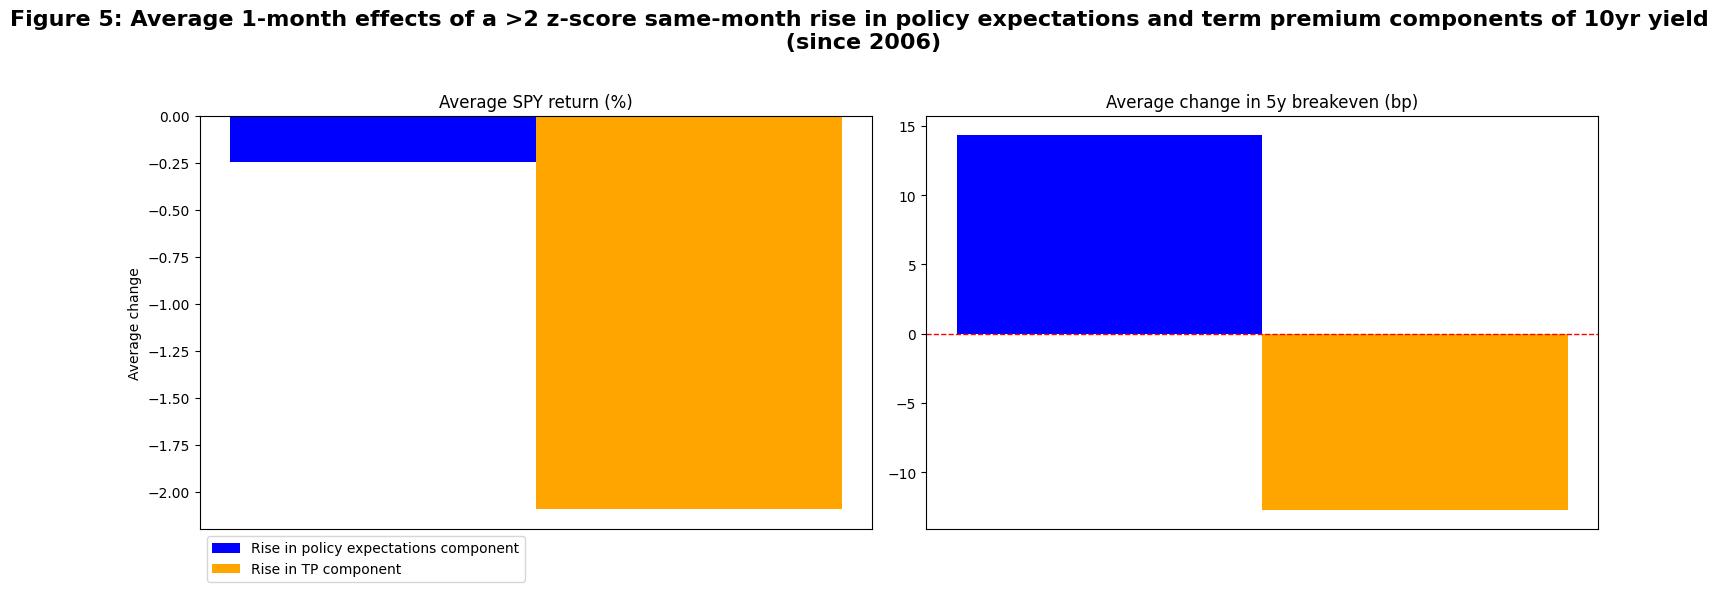 Figure 5: Average 1-month effects of a >2 z-score same-month rise in policy expectations and term premium components of 10yr yield
(since 2006)
Average SPY return (%)
Average change
0.00
−0.25
−0.50
−0.75
−1.00
−1.25
−1.50
−1.75
−2.00
Rise in policy expectations component
Rise in TP component
Average change in 5y breakeven (bp)
15
10
5
0
−5
−10